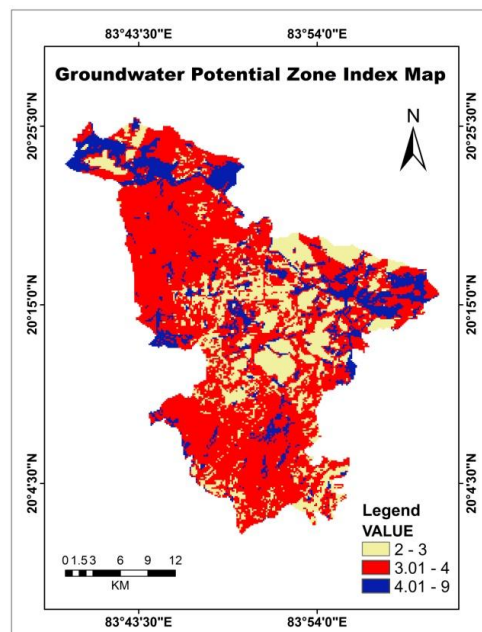 83°43'30"E 83°54'0"E
Groundwater Potential Zone Index Map
N
20°25'30"N 20°25'30"N
20°15'0"N 20°15'0"N
20°4'30"N 20°4'30"N
Legend
VALUE
2 - 3
3.01 - 4
4.01 - 9
0 1.5 3 6 9 12
KM
83°43'30"E 83°54'0"E